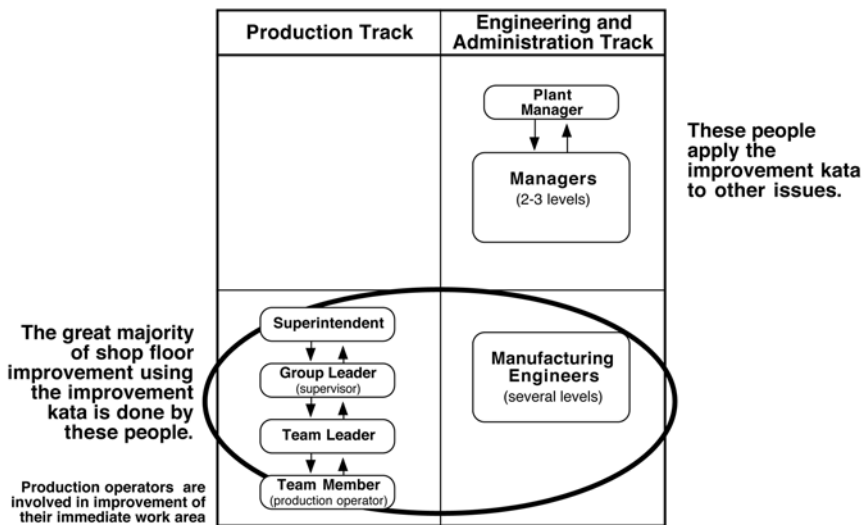 Production Track
Engineering and
Administration Track
Plant
Manager
Managers
(2-3 levels)
These people
apply the
improvement kata
to other issues.
The great majority
of shop floor
improvement using
the improvement
kata is done by
these people.
Production operators are
involved in improvement of
their immediate work area
Superintendent
Group Leader
(supervisor)
Team Leader
Team Member
(production operator)
Manufacturing
Engineers
(several levels)